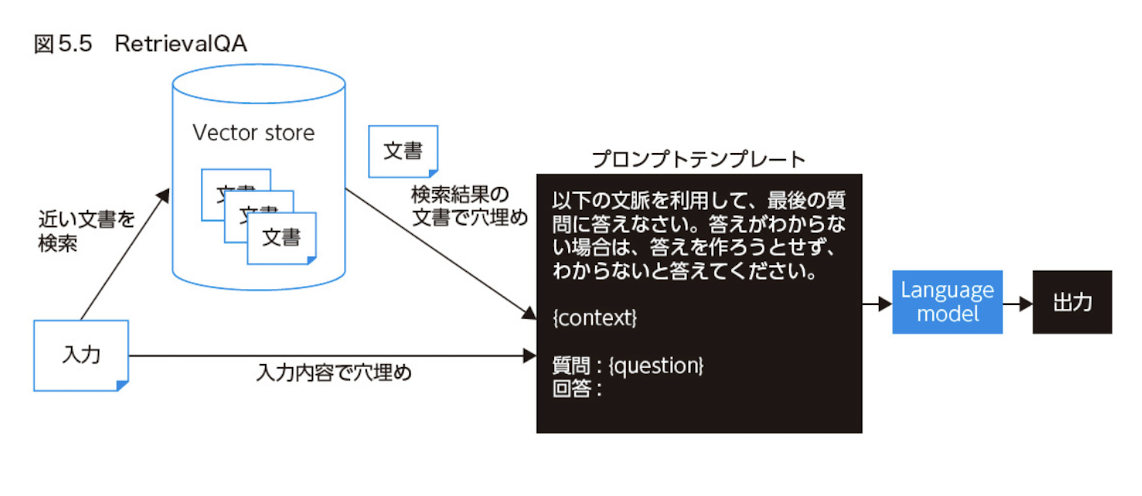 図5.5　RetrievalQA
Vector store
文書
文書
文書
文書
近い文書を
検索
検索結果の
文書で穴埋め
入力
入力内容で穴埋め
プロンプトテンプレート
以下の文脈を利用して、最後の質
問に答えなさい。答えがわからな
い場合は、答えを作ろうとせず、
わからないと答えてください。
{context}
質問：{question}
回答：
Language
model
出力